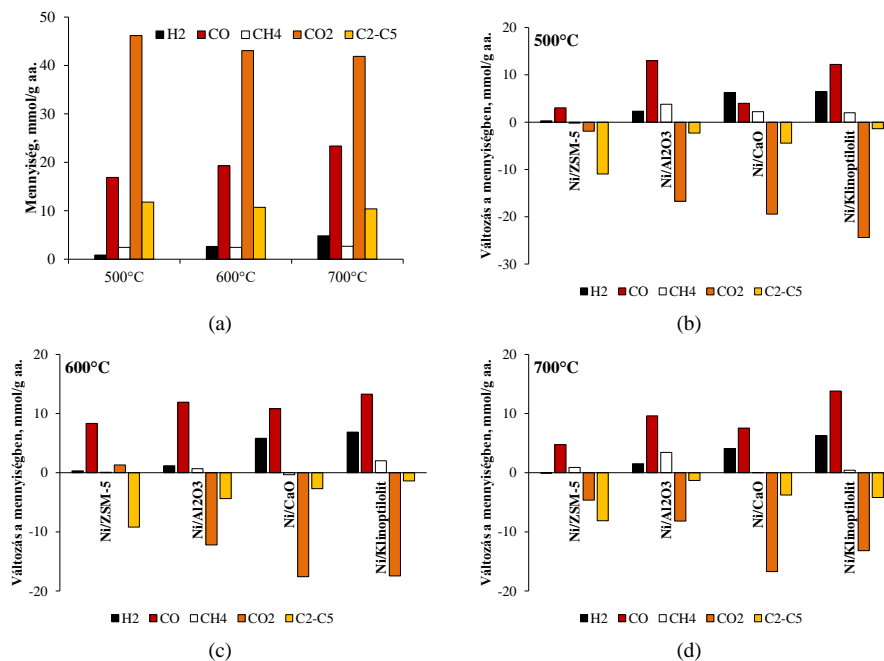 50
40
30
20
10
0
Mennyiség, mmol/g aa.
H2 CO CH4 CO2 C2-C5
500°C 600°C 700°C
(a)
20
10
0
-10
-20
-30
Változás a mennyiségben, mmol/g aa.
500°C
Ni/ZSM-5
Ni/Al2O3
Ni/CaO
Ni/Klinoptilolit
H2 CO CH4 CO2 C2-C5
(b)
20
10
0
-10
-20
Változás a mennyiségben, mmol/g aa.
600°C
Ni/ZSM-5
Ni/Al2O3
Ni/CaO
Ni/Klinoptilolit
H2 CO CH4 CO2 C2-C5
(c)
20
10
0
-10
-20
Változás a mennyiségben, mmol/g aa.
700°C
Ni/ZSM-5
Ni/Al2O3
Ni/CaO
Ni/Klinoptilolit
H2 CO CH4 CO2 C2-C5
(d)